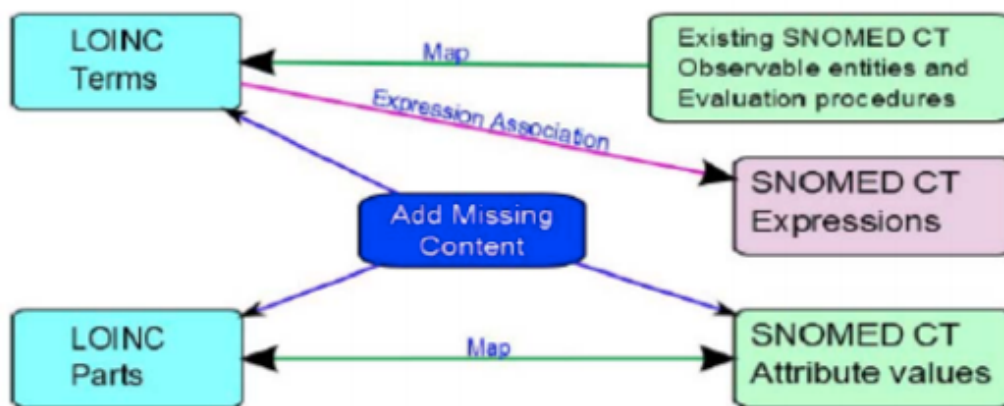 LOINC
Terms
Map
Existing SNOMED CT
Observable entities and
Evaluation procedures
Expression Association
SNOMED CT
Expressions
Add Missing
Content
LOINC
Parts
Map
SNOMED CT
Attribute values